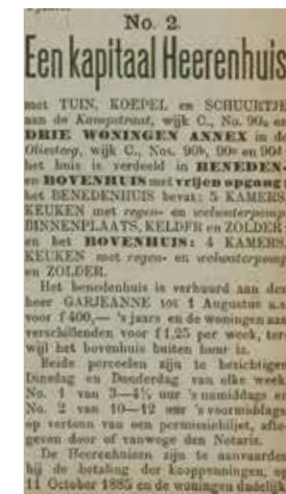 No. 2.
Een kapitaal Heerenhuis
met TUIN, KOEPEL en SCHUURTJE
aan de Kampstraat, wijk C, No. 90a en
DRIE WONINGEN ANNEX in de
Oliesteeg, wijk C, Nos. 90b, 90c en 90d
het huis is verdeeld in BENEDEN-
en BOVENHUIS met vrijen opgang;
het BENEDENHUIS bevat: 5 KAMERS,
KEUKEN met regen- en welwaterpomp
BINNENPLAATS, KELDER en ZOLDER;
en het BOVENHUIS: 4 KAMERS,
KEUKEN met regen- en welwaterpomp
en ZOLDER.
Het benedenhuis is verhuurd aan den
heer GARJEANNE tot 1 Augustus a.s
voor f 400,— 's jaars en de woningen aan
verschillenden voor f 1,25 per week, ter-
wijl het bovenhuis buiten huur is.
Beide perceelen zijn te bezichtigen
Dinsdag en Donderdag van elke week
No. 1 van 3—4½ uur 's namiddags en
No. 2 van 10—12 uur 's voormiddags
op vertoon van een permissiebiljet, afte-
geven door of vanwege den Notaris.
De Heerenhuizen zijn te aanvaarden
bij de betaling der kooppenningen, op
11 October 1885 en de woningen dadelijk